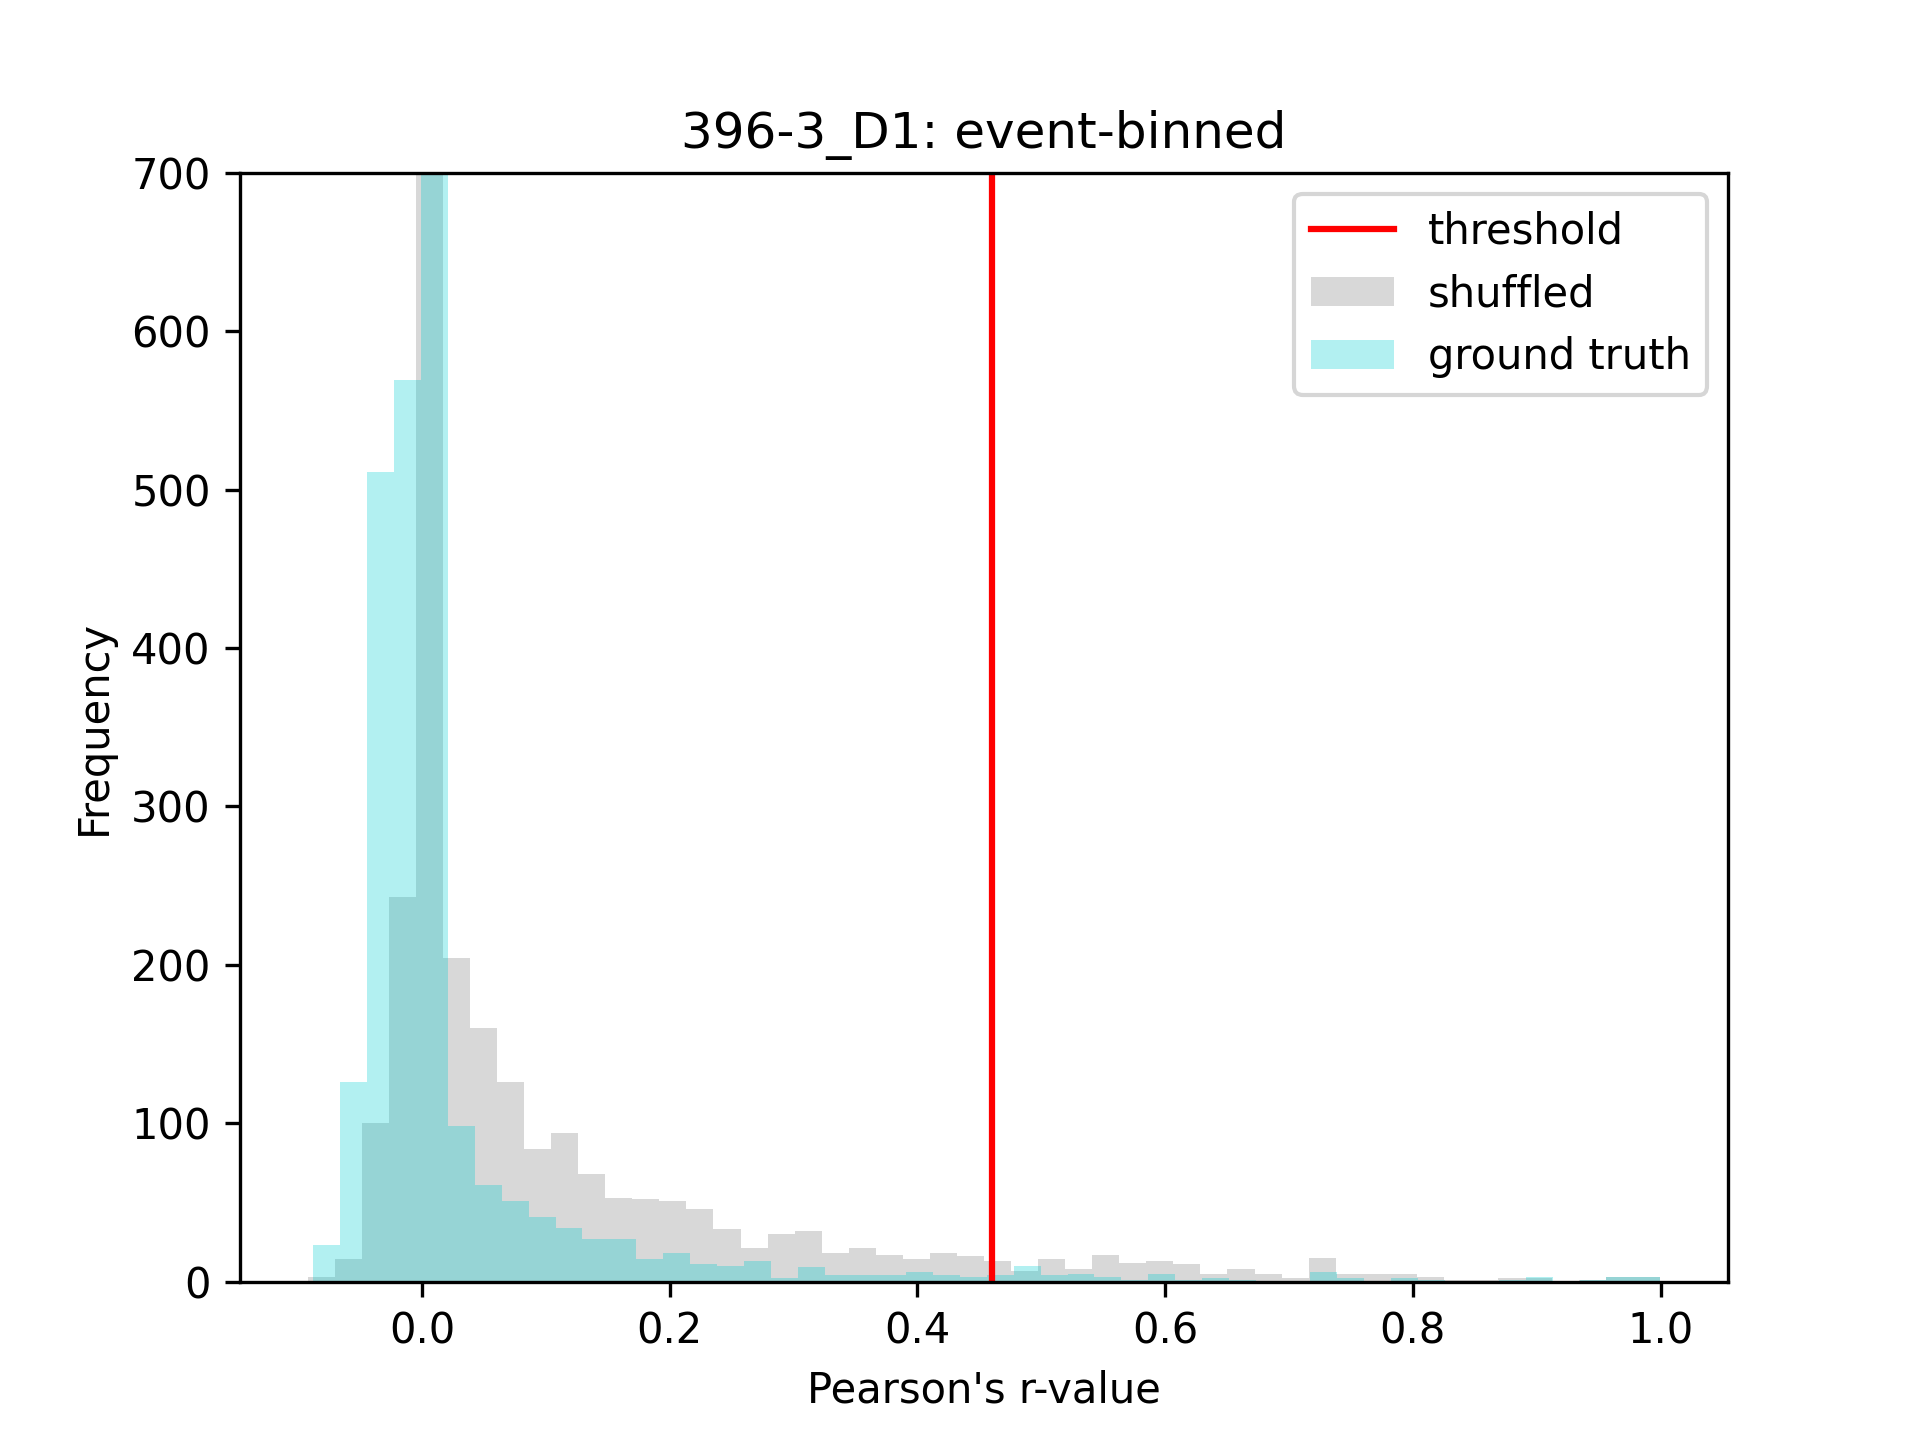 396-3_D1: event-binned
threshold
shuffled
ground truth
700
600
500
400
300
200
100
0
Frequency
0.0 0.2 0.4 0.6 0.8 1.0
Pearson's r-value